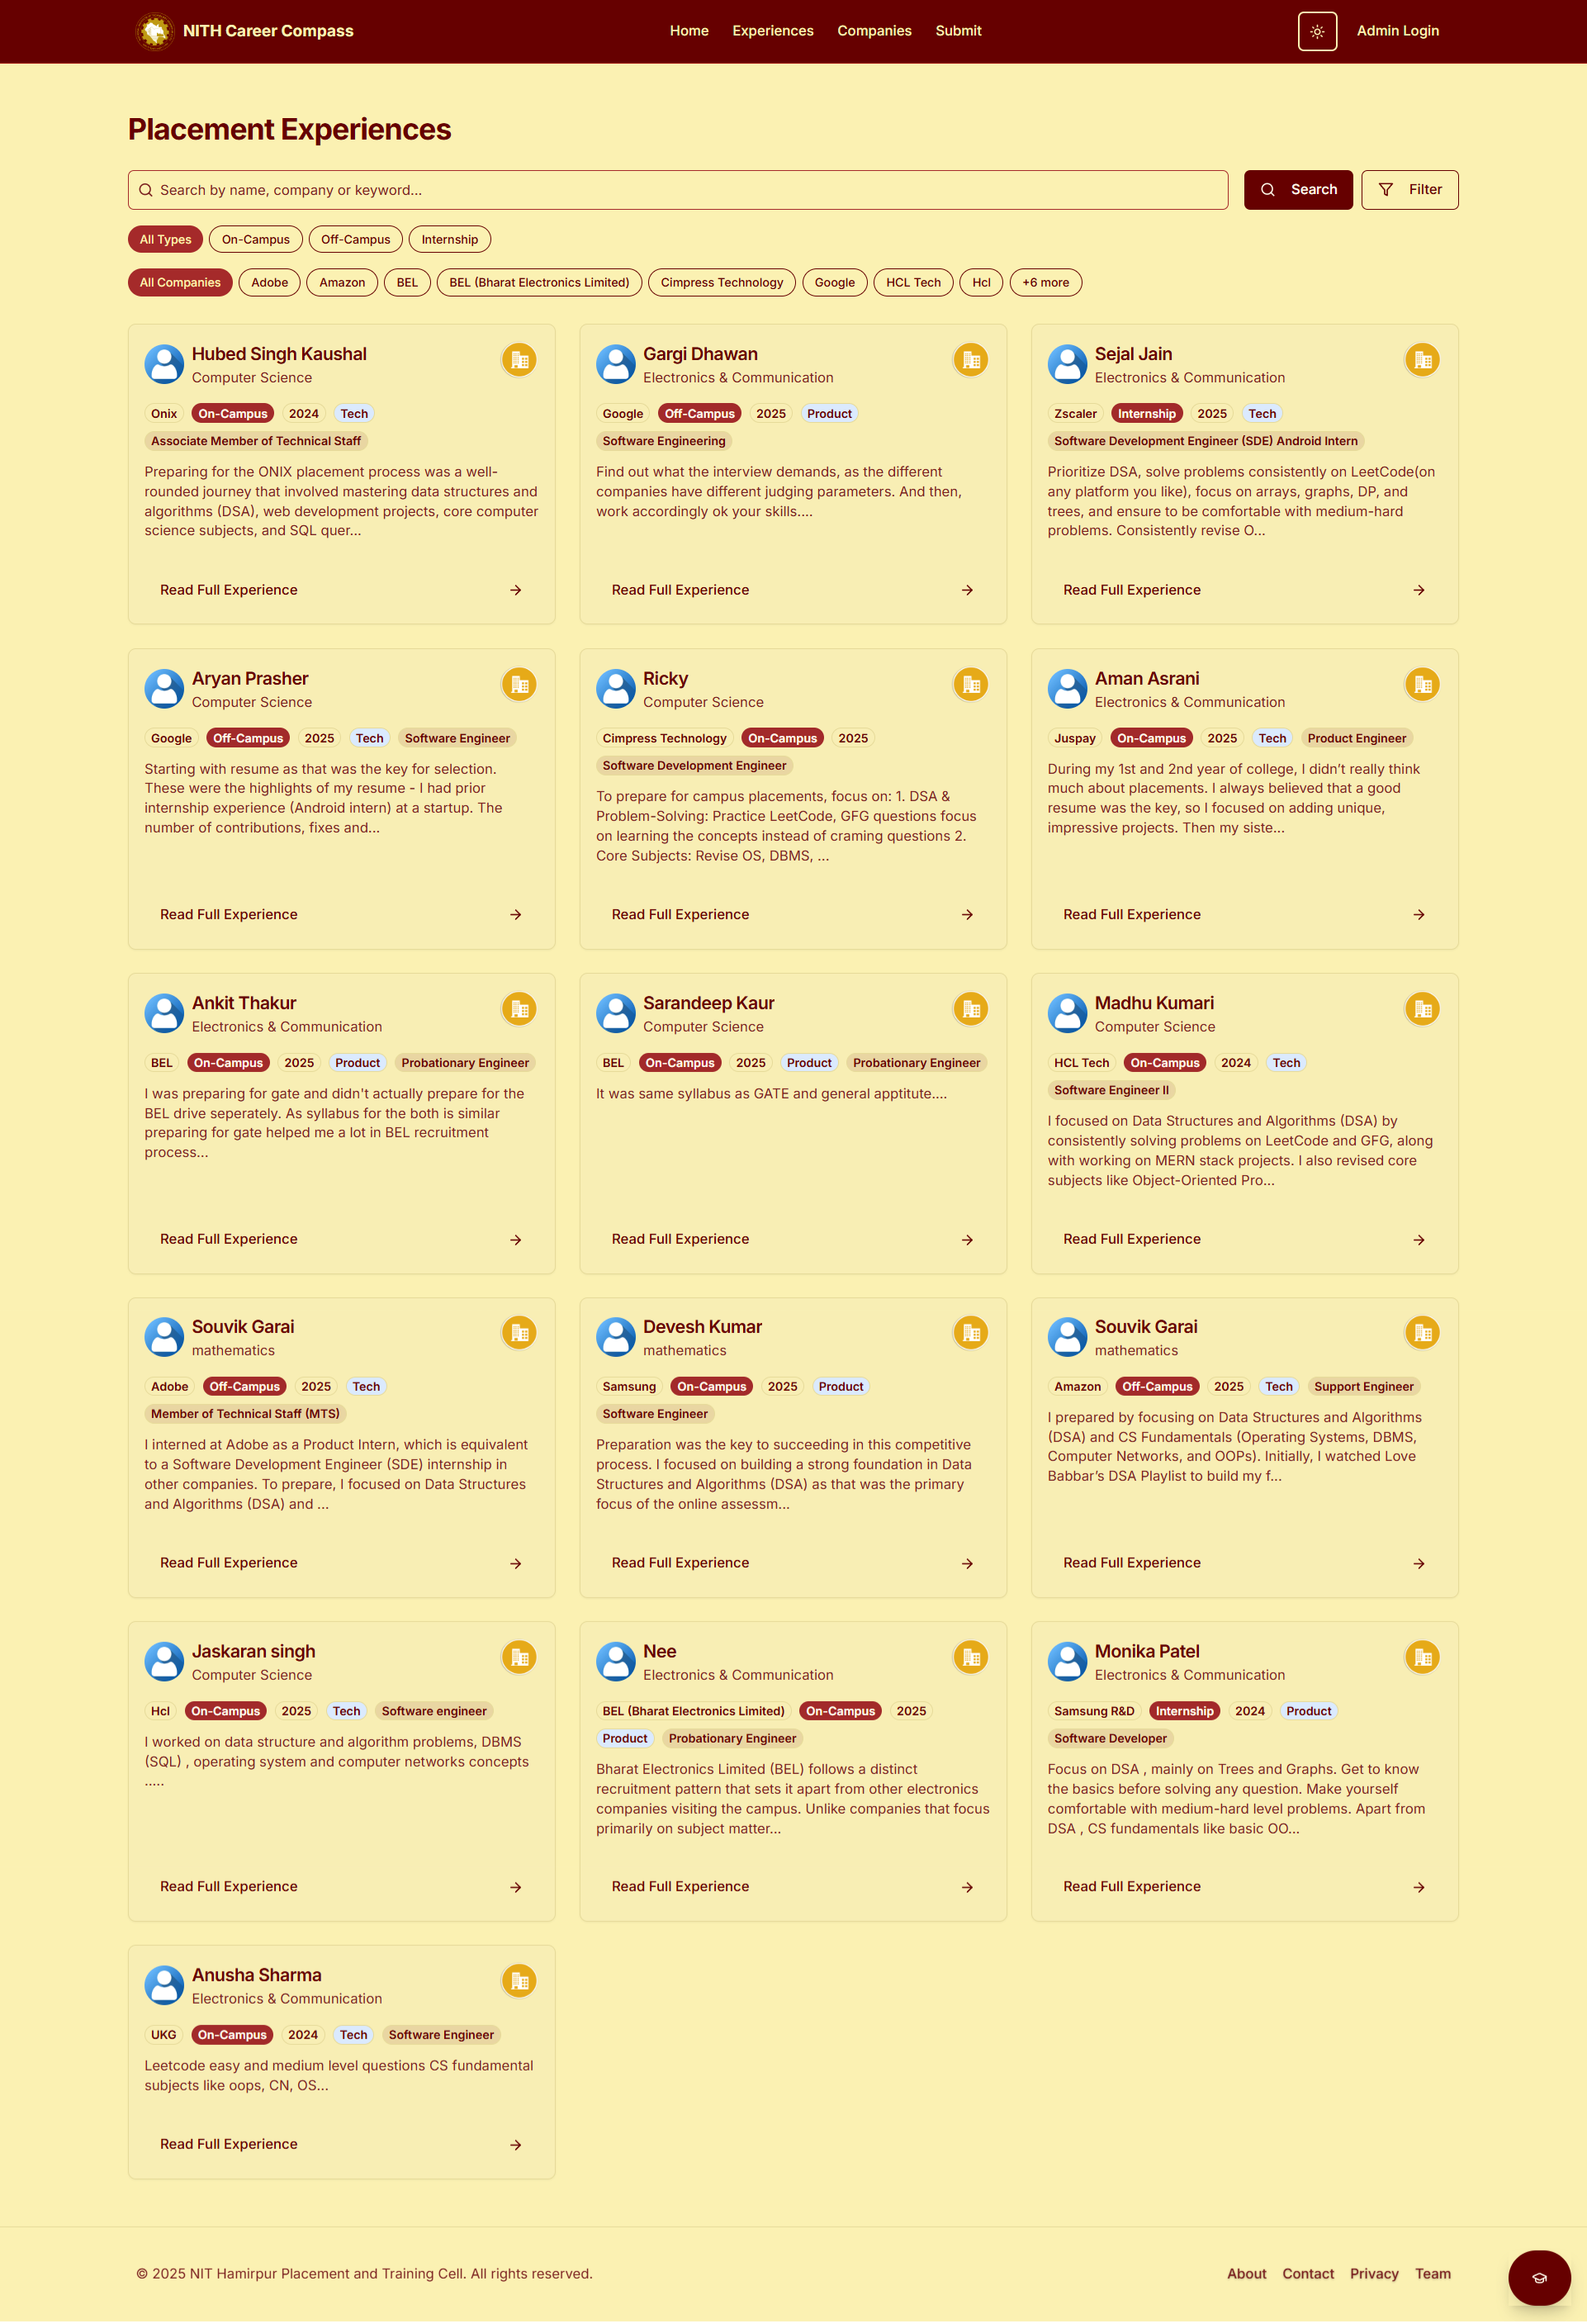 NITH Career Compass
Home Experiences Companies Submit
Admin Login
Placement Experiences
Search by name, company or keyword...
Search
Filter
All Types On-Campus Off-Campus Internship
All Companies Adobe Amazon BEL BEL (Bharat Electronics Limited) Cimpress Technology Google HCL Tech Hcl +6 more
Hubed Singh Kaushal
Computer Science
Onix On-Campus 2024 Tech
Associate Member of Technical Staff
Preparing for the ONIX placement process was a well-
rounded journey that involved mastering data structures and
algorithms (DSA), web development projects, core computer
science subjects, and SQL quer...
Read Full Experience
Gargi Dhawan
Electronics & Communication
Google Off-Campus 2025 Product
Software Engineering
Find out what the interview demands, as the different
companies have different judging parameters. And then,
work accordingly ok your skills....
Read Full Experience
Sejal Jain
Electronics & Communication
Zscaler Internship 2025 Tech
Software Development Engineer (SDE) Android Intern
Prioritize DSA, solve problems consistently on LeetCode(on
any platform you like), focus on arrays, graphs, DP, and
trees, and ensure to be comfortable with medium-hard
problems. Consistently revise O...
Read Full Experience
Aryan Prasher
Computer Science
Google Off-Campus 2025 Tech Software Engineer
Starting with resume as that was the key for selection.
These were the highlights of my resume - I had prior
internship experience (Android intern) at a startup. The
number of contributions, fixes and...
Read Full Experience
Ricky
Computer Science
Cimpress Technology On-Campus 2025
Software Development Engineer
To prepare for campus placements, focus on: 1. DSA &
Problem-Solving: Practice LeetCode, GFG questions focus
on learning the concepts instead of craming questions 2.
Core Subjects: Revise OS, DBMS, ...
Read Full Experience
Aman Asrani
Electronics & Communication
Juspay On-Campus 2025 Tech Product Engineer
During my 1st and 2nd year of college, I didn’t really think
much about placements. I always believed that a good
resume was the key, so I focused on adding unique,
impressive projects. Then my siste...
Read Full Experience
Ankit Thakur
Electronics & Communication
BEL On-Campus 2025 Product Probationary Engineer
I was preparing for gate and didn't actually prepare for the
BEL drive seperately. As syllabus for the both is similar
preparing for gate helped me a lot in BEL recruitment
process...
Read Full Experience
Sarandeep Kaur
Computer Science
BEL On-Campus 2025 Product Probationary Engineer
It was same syllabus as GATE and general apptitute....
Read Full Experience
Madhu Kumari
Computer Science
HCL Tech On-Campus 2024 Tech
Software Engineer II
I focused on Data Structures and Algorithms (DSA) by
consistently solving problems on LeetCode and GFG, along
with working on MERN stack projects. I also revised core
subjects like Object-Oriented Pro...
Read Full Experience
Souvik Garai
mathematics
Adobe Off-Campus 2025 Tech
Member of Technical Staff (MTS)
I interned at Adobe as a Product Intern, which is equivalent
to a Software Development Engineer (SDE) internship in
other companies. To prepare, I focused on Data Structures
and Algorithms (DSA) and ...
Read Full Experience
Devesh Kumar
mathematics
Samsung On-Campus 2025 Product
Software Engineer
Preparation was the key to succeeding in this competitive
process. I focused on building a strong foundation in Data
Structures and Algorithms (DSA) as that was the primary
focus of the online assessm...
Read Full Experience
Souvik Garai
mathematics
Amazon Off-Campus 2025 Tech Support Engineer
I prepared by focusing on Data Structures and Algorithms
(DSA) and CS Fundamentals (Operating Systems, DBMS,
Computer Networks, and OOPs). Initially, I watched Love
Babbar’s DSA Playlist to build my f...
Read Full Experience
Jaskaran singh
Computer Science
Hcl On-Campus 2025 Tech Software engineer
I worked on data structure and algorithm problems, DBMS
(SQL) , operating system and computer networks concepts
.....
Read Full Experience
Nee
Electronics & Communication
BEL (Bharat Electronics Limited) On-Campus 2025
Product Probationary Engineer
Bharat Electronics Limited (BEL) follows a distinct
recruitment pattern that sets it apart from other electronics
companies visiting the campus. Unlike companies that focus
primarily on subject matter...
Read Full Experience
Monika Patel
Electronics & Communication
Samsung R&D Internship 2024 Product
Software Developer
Focus on DSA , mainly on Trees and Graphs. Get to know
the basics before solving any question. Make yourself
comfortable with medium-hard level problems. Apart from
DSA , CS fundamentals like basic OO...
Read Full Experience
Anusha Sharma
Electronics & Communication
UKG On-Campus 2024 Tech Software Engineer
Leetcode easy and medium level questions CS fundamental
subjects like oops, CN, OS...
Read Full Experience
© 2025 NIT Hamirpur Placement and Training Cell. All rights reserved.
About Contact Privacy Team